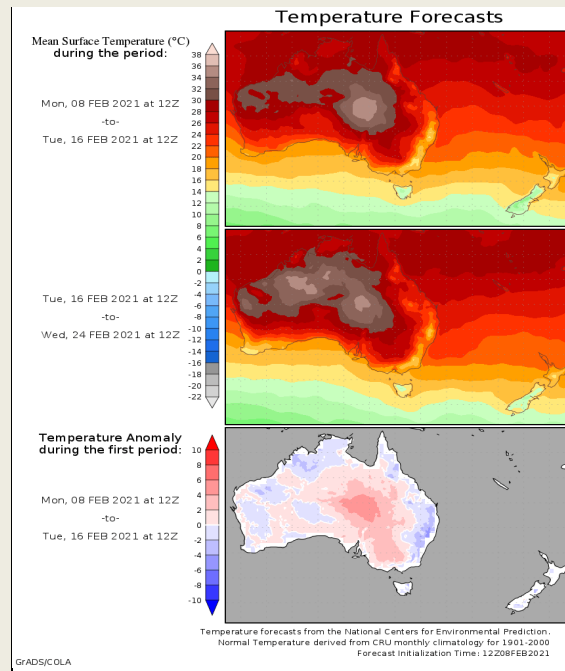 Temperature Forecasts
Mean Surface Temperature (°C)
during the period:
Mon, 08 FEB 2021 at 12Z
-to-
Tue, 16 FEB 2021 at 12Z
38
36
34
32
30
28
26
24
22
20
18
16
14
12
10
8
6
4
2
0
-2
-4
-6
-8
-10
-12
-14
-16
-18
-20
-22
Tue, 16 FEB 2021 at 12Z
-to-
Wed, 24 FEB 2021 at 12Z
Temperature Anomaly
during the first period:
Mon, 08 FEB 2021 at 12Z
-to-
Tue, 16 FEB 2021 at 12Z
10
8
6
4
2
0
-2
-4
-6
-8
-10
Temperature forecasts from the National Centers for Environmental Prediction.
Normal Temperature derived from CRU monthly climatology for 1901-2000
Forecast Initialization Time: 12Z08FEB2021
GrADS/COLA